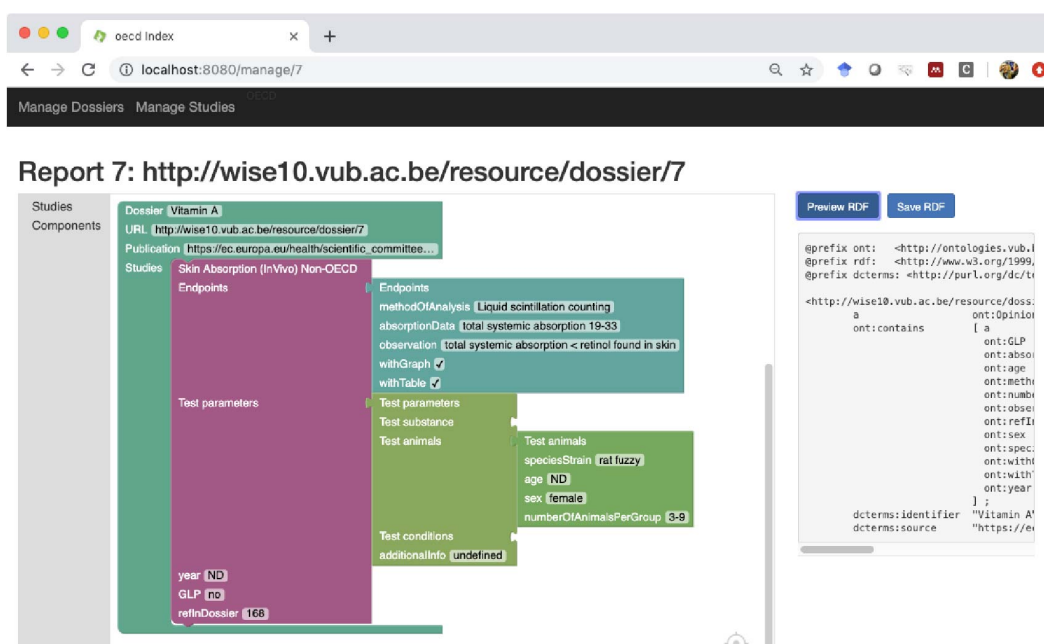 oecd Index
localhost:8080/manage/7
OECD
Manage Dossiers Manage Studies
Report 7: http://wise10.vub.ac.be/resource/dossier/7
Studies
Components
Dossier Vitamin A
URL http://wise10.vub.ac.be/resource/dossier/7
Publication https://ec.europa.eu/health/scientific_committee...
Studies Skin Absorption (InVivo) Non-OECD
Endpoints Endpoints
methodOfAnalysis Liquid scintillation counting
absorptionData total systemic absorption 19-33
observation total systemic absorption < retinol found in skin
withGraph
withTable
Test parameters Test parameters
Test substance
Test animals Test animals
speciesStrain rat fuzzy
age ND
sex female
numberOfAnimalsPerGroup 3-9
Test conditions
additionalInfo undefined
year ND
GLP no
refInDossier 168
Preview RDF Save RDF
@prefix ont: <http://ontologies.vub.
@prefix rdf: <http://www.w3.org/1999,
@prefix dcterms: <http://purl.org/dc/te
<http://wise10.vub.ac.be/resource/doss
a ont:Opinion
ont:contains [ a
ont:GLP
ont:absor
ont:age
ont:metho
ont:numbe
ont:obser
ont:refIn
ont:sex
ont:speci
ont:with
ont:with
ont:year
] ;
dcterms:identifier "Vitamin A"
dcterms:source "https://ec